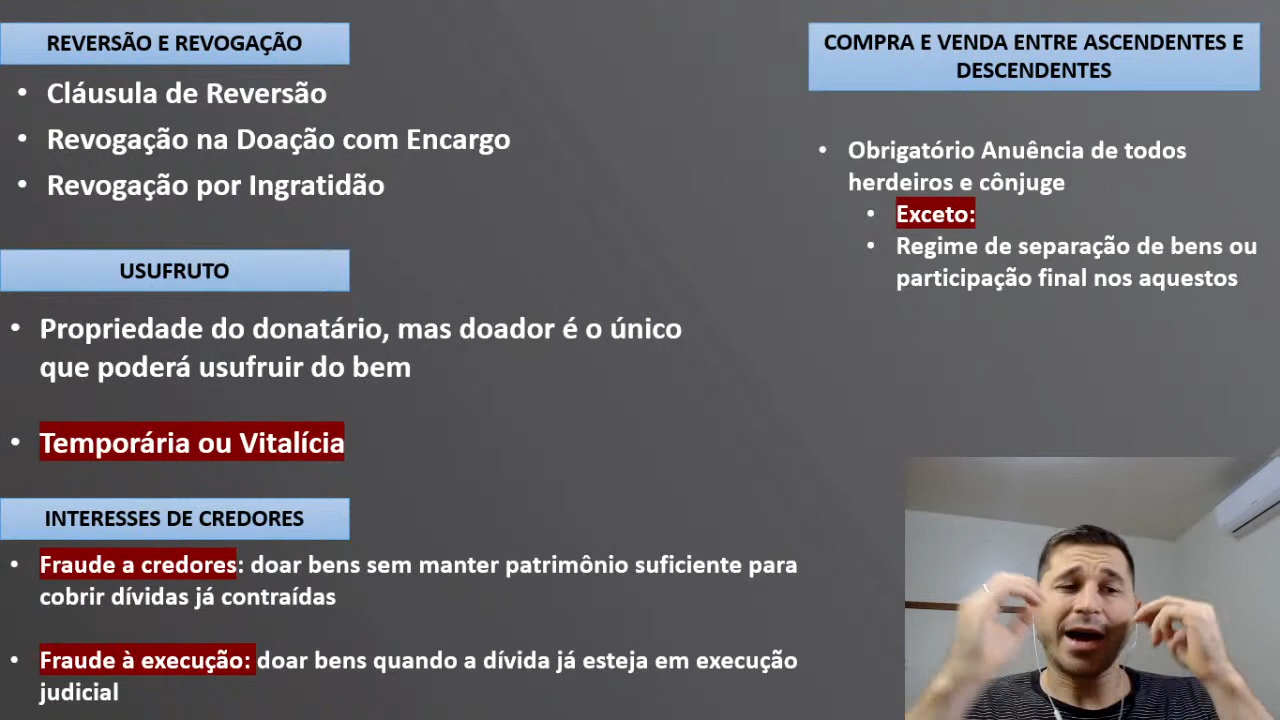 REVERSÃO E REVOGAÇÃO
• Cláusula de Reversão
• Revogação na Doação com Encargo
• Revogação por Ingratidão
USUFRUTO
• Propriedade do donatário, mas doador é o único
que poderá usufruir do bem
• Temporária ou Vitalícia
INTERESSES DE CREDORES
• Fraude a credores: doar bens sem manter patrimônio suficiente para
cobrir dívidas já contraídas
• Fraude à execução: doar bens quando a dívida já esteja em execução
judicial
COMPRA E VENDA ENTRE ASCENDENTES E
DESCENDENTES
• Obrigatório Anuência de todos
herdeiros e cônjuge
• Exceto:
• Regime de separação de bens ou
participação final nos aquestos